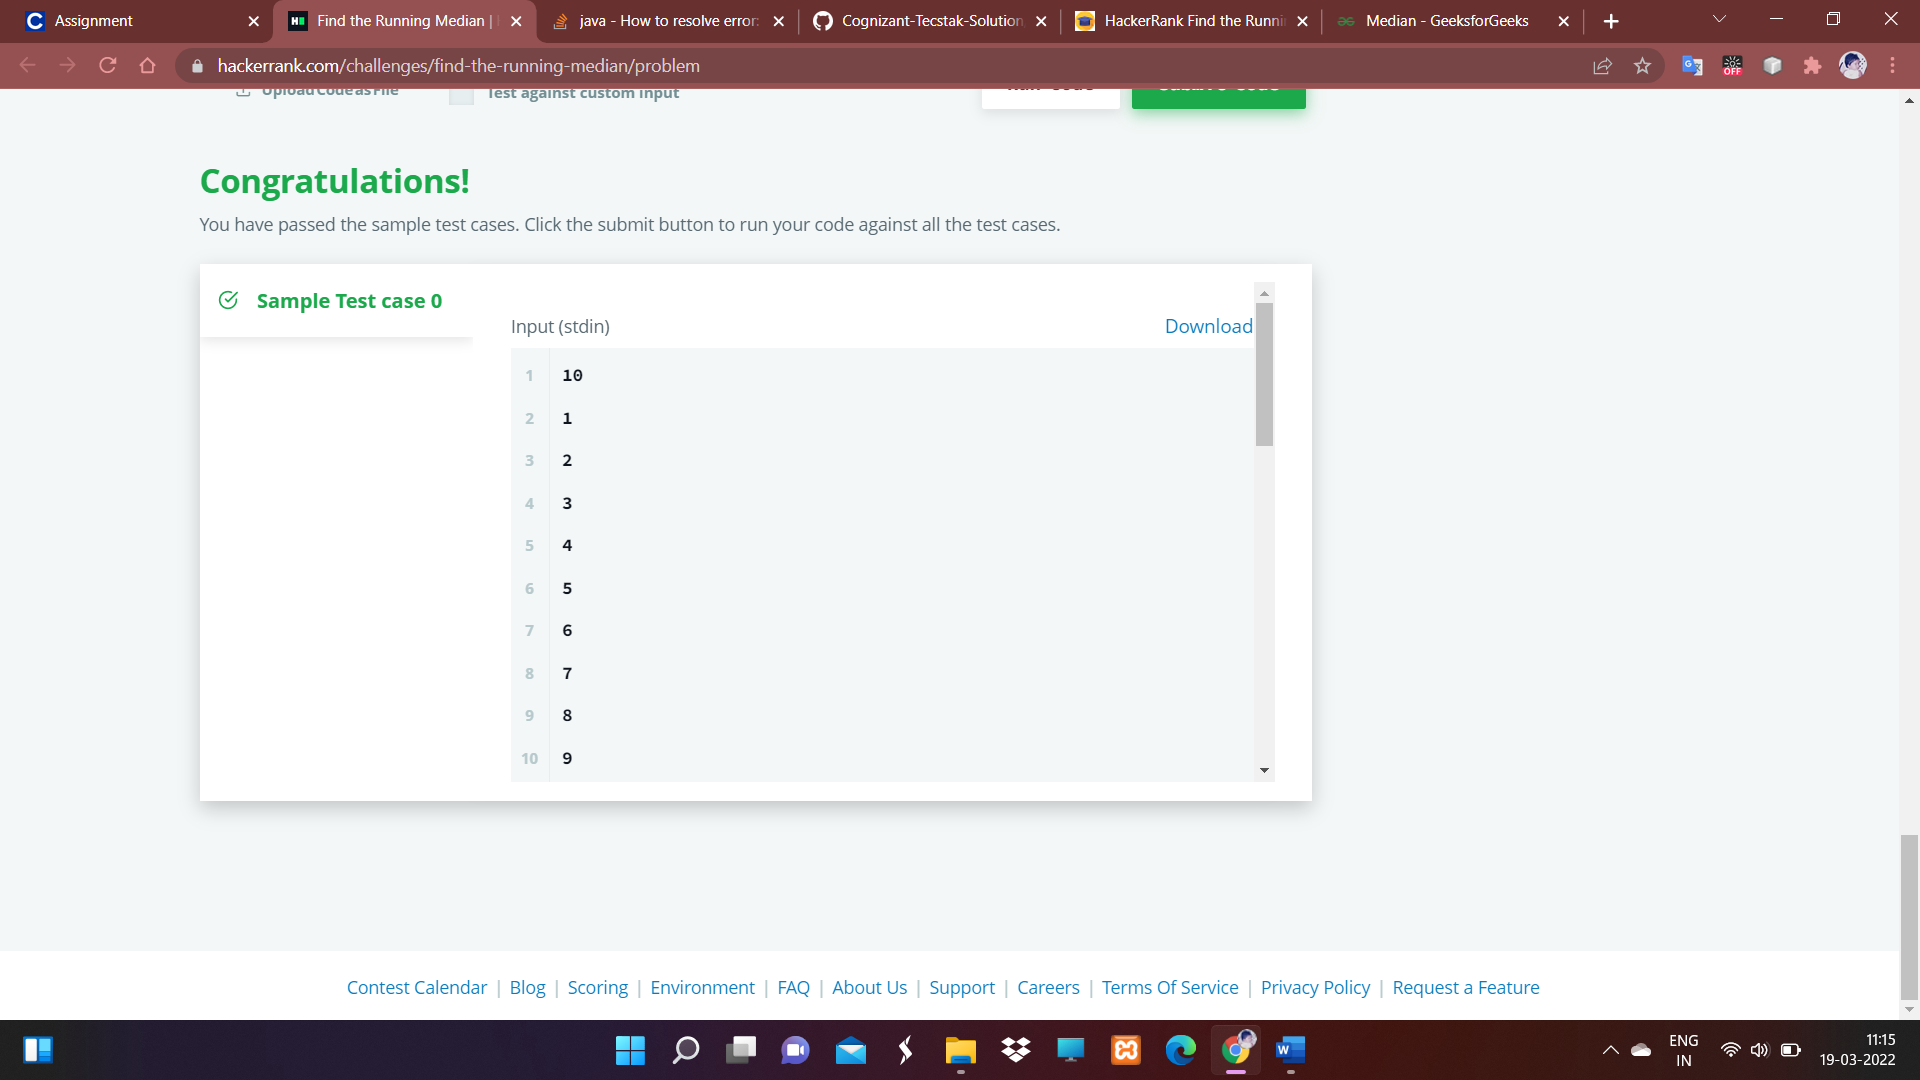 Assignment
Find the Running Median |
java - How to resolve error:
Cognizant-Tecstak-Solution
HackerRank Find the Runni
Median - GeeksforGeeks
hackerrank.com/challenges/find-the-running-median/problem
OFF
Upload Code as File
Test against custom input
Run Code
Submit Code
Congratulations!
You have passed the sample test cases. Click the submit button to run your code against all the test cases.
Sample Test case 0
Input (stdin)
Download
1 10
2 1
3 2
4 3
5 4
6 5
7 6
8 7
9 8
10 9
Contest Calendar | Blog | Scoring | Environment | FAQ | About Us | Support | Careers | Terms Of Service | Privacy Policy | Request a Feature
ENG
IN
11:15
19-03-2022